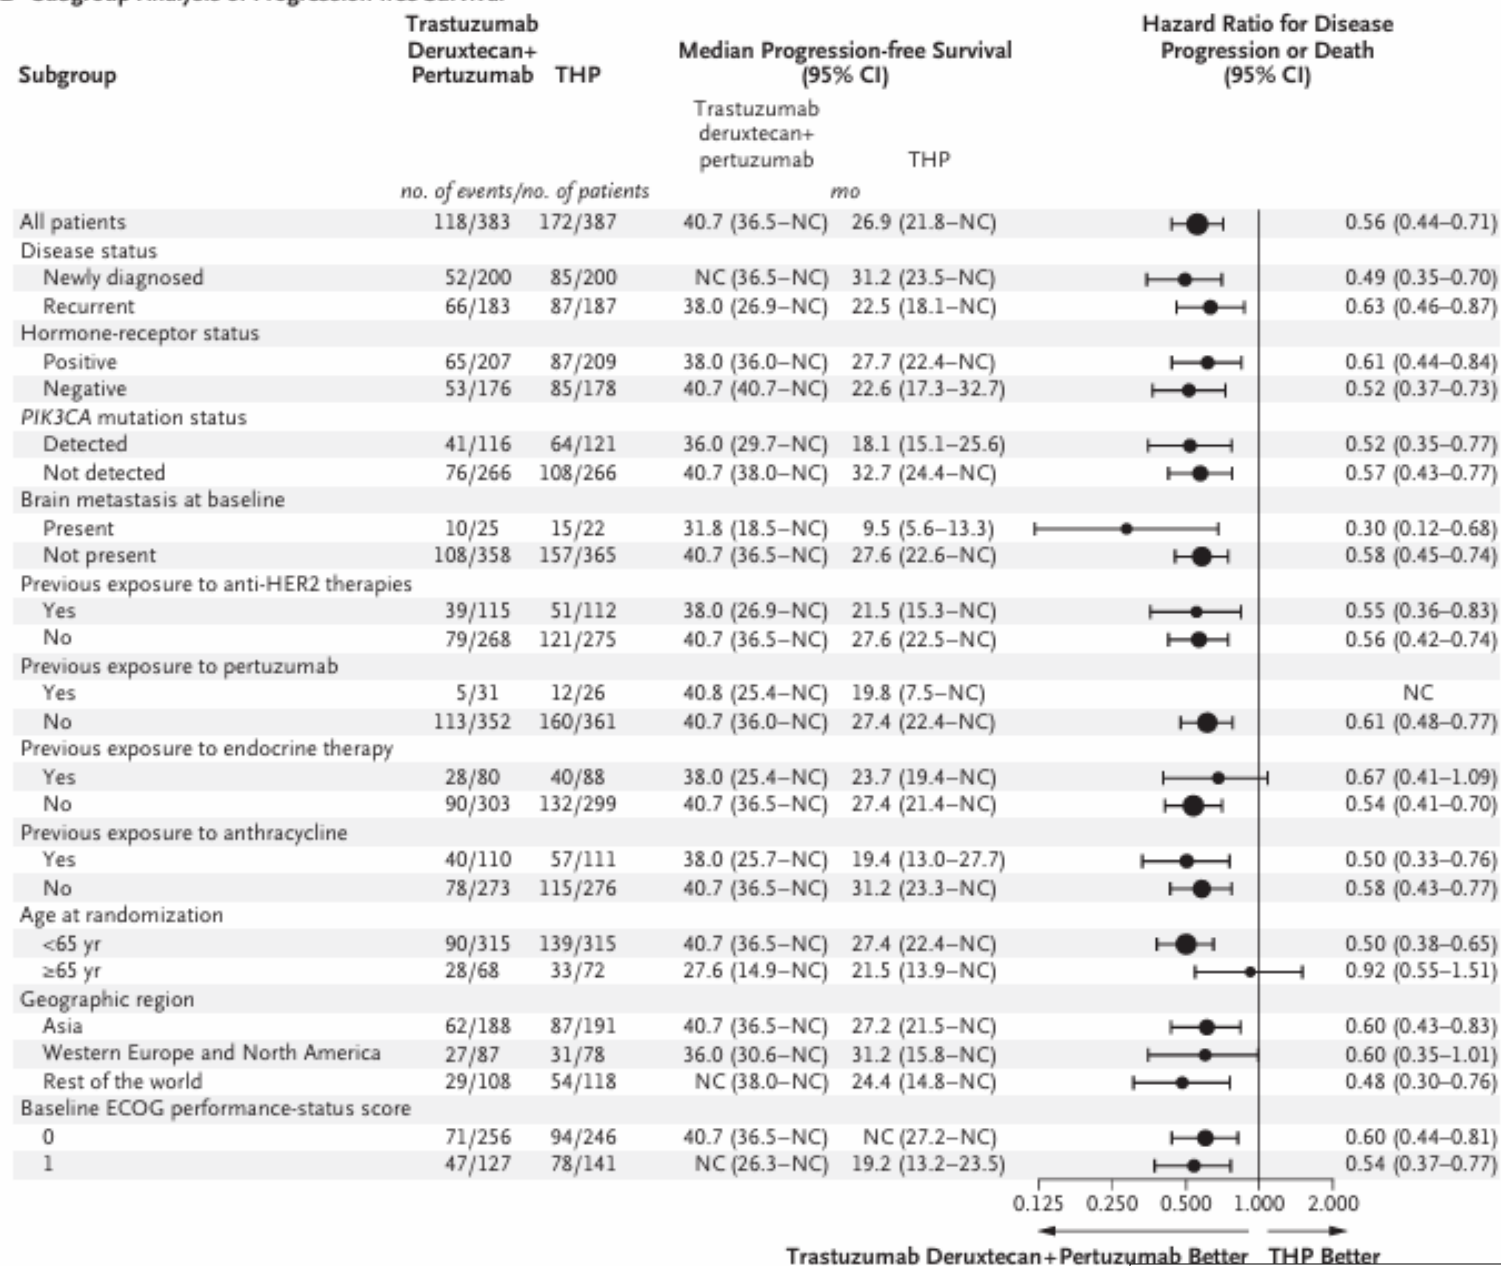 Subgroup Analysis of Progression-free Survival
Subgroup
Trastuzumab
Deruxtecan+
Pertuzumab THP
Median Progression-free Survival
(95% CI)
Hazard Ratio for Disease
Progression or Death
(95% CI)
Trastuzumab
deruxtecan+
pertuzumab THP
no. of events/no. of patients mo
All patients 118/383 172/387 40.7 (36.5–NC) 26.9 (21.8–NC) 0.56 (0.44–0.71)
Disease status
Newly diagnosed 52/200 85/200 NC (36.5–NC) 31.2 (23.5–NC) 0.49 (0.35–0.70)
Recurrent 66/183 87/187 38.0 (26.9–NC) 22.5 (18.1–NC) 0.63 (0.46–0.87)
Hormone-receptor status
Positive 65/207 87/209 38.0 (36.0–NC) 27.7 (22.4–NC) 0.61 (0.44–0.84)
Negative 53/176 85/178 40.7 (40.7–NC) 22.6 (17.3–32.7) 0.52 (0.37–0.73)
PIK3CA mutation status
Detected 41/116 64/121 36.0 (29.7–NC) 18.1 (15.1–25.6) 0.52 (0.35–0.77)
Not detected 76/266 108/266 40.7 (38.0–NC) 32.7 (24.4–NC) 0.57 (0.43–0.77)
Brain metastasis at baseline
Present 10/25 15/22 31.8 (18.5–NC) 9.5 (5.6–13.3) 0.30 (0.12–0.68)
Not present 108/358 157/365 40.7 (36.5–NC) 27.6 (22.6–NC) 0.58 (0.45–0.74)
Previous exposure to anti-HER2 therapies
Yes 39/115 51/112 38.0 (26.9–NC) 21.5 (15.3–NC) 0.55 (0.36–0.83)
No 79/268 121/275 40.7 (36.5–NC) 27.6 (22.5–NC) 0.56 (0.42–0.74)
Previous exposure to pertuzumab
Yes 5/31 12/26 40.8 (25.4–NC) 19.8 (7.5–NC) NC
No 113/352 160/361 40.7 (36.0–NC) 27.4 (22.4–NC) 0.61 (0.48–0.77)
Previous exposure to endocrine therapy
Yes 28/80 40/88 38.0 (25.4–NC) 23.7 (19.4–NC) 0.67 (0.41–1.09)
No 90/303 132/299 40.7 (36.5–NC) 27.4 (21.4–NC) 0.54 (0.41–0.70)
Previous exposure to anthracycline
Yes 40/110 57/111 38.0 (25.7–NC) 19.4 (13.0–27.7) 0.50 (0.33–0.76)
No 78/273 115/276 40.7 (36.5–NC) 31.2 (23.3–NC) 0.58 (0.43–0.77)
Age at randomization
<65 yr 90/315 139/315 40.7 (36.5–NC) 27.4 (22.4–NC) 0.50 (0.38–0.65)
≥65 yr 28/68 33/72 27.6 (14.9–NC) 21.5 (13.9–NC) 0.92 (0.55–1.51)
Geographic region
Asia 62/188 87/191 40.7 (36.5–NC) 27.2 (21.5–NC) 0.60 (0.43–0.83)
Western Europe and North America 27/87 31/78 36.0 (30.6–NC) 31.2 (15.8–NC) 0.60 (0.35–1.01)
Rest of the world 29/108 54/118 NC (38.0–NC) 24.4 (14.8–NC) 0.48 (0.30–0.76)
Baseline ECOG performance-status score
0 71/256 94/246 40.7 (36.5–NC) NC (27.2–NC) 0.60 (0.44–0.81)
1 47/127 78/141 NC (26.3–NC) 19.2 (13.2–23.5) 0.54 (0.37–0.77)
0.125 0.250 0.500 1.000 2.000
Trastuzumab Deruxtecan+Pertuzumab Better THP Better